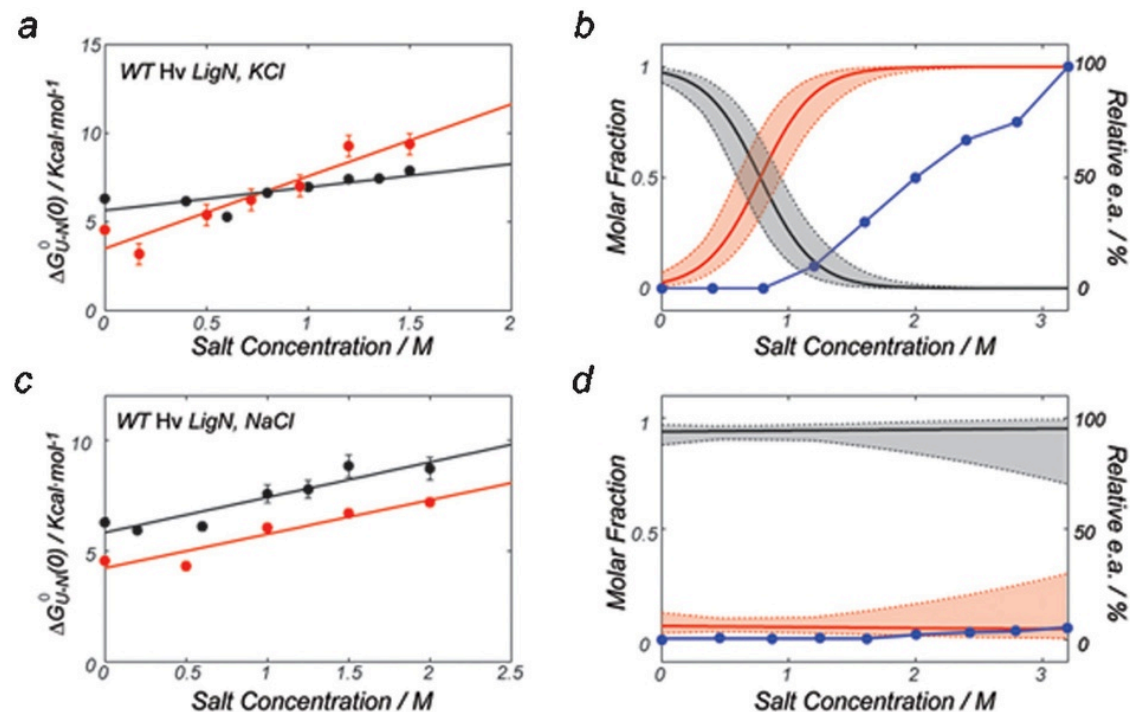 a
15
10
5
0
WT Hv LigN, KCl
ΔG⁰U-N(0) / Kcal·mol⁻¹
0 0.5 1 1.5 2
Salt Concentration / M
b
1
0.5
0
Molar Fraction
100
50
0
Relative e.a. / %
0 1 2 3
Salt Concentration / M
c
10
5
0
WT Hv LigN, NaCl
ΔG⁰U-N(0) / Kcal·mol⁻¹
0 0.5 1 1.5 2 2.5
Salt Concentration / M
d
1
0.5
0
Molar Fraction
100
50
0
Relative e.a. / %
0 1 2 3
Salt Concentration / M